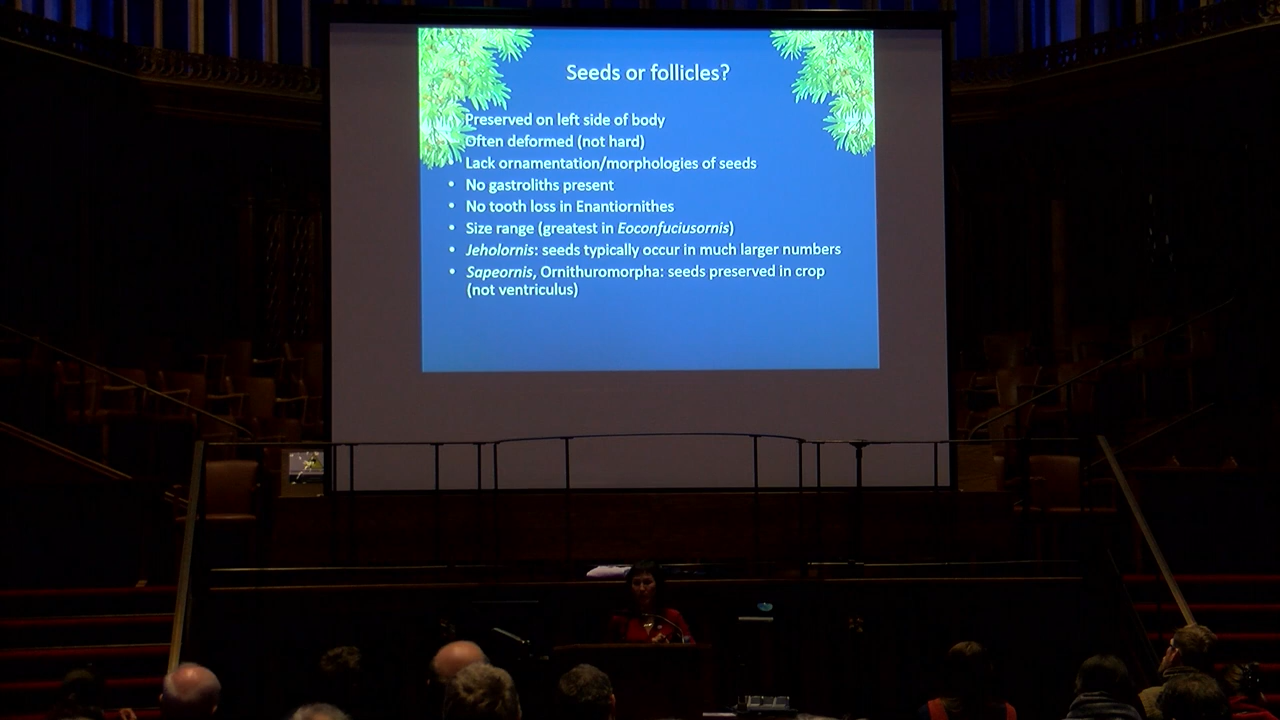 Seeds or follicles?
Preserved on left side of body
Often deformed (not hard)
• Lack ornamentation/morphologies of seeds
• No gastroliths present
• No tooth loss in Enantiornithes
• Size range (greatest in Eoconfuciusornis)
• Jeholornis: seeds typically occur in much larger numbers
• Sapeornis, Ornithuromorpha: seeds preserved in crop
(not ventriculus)